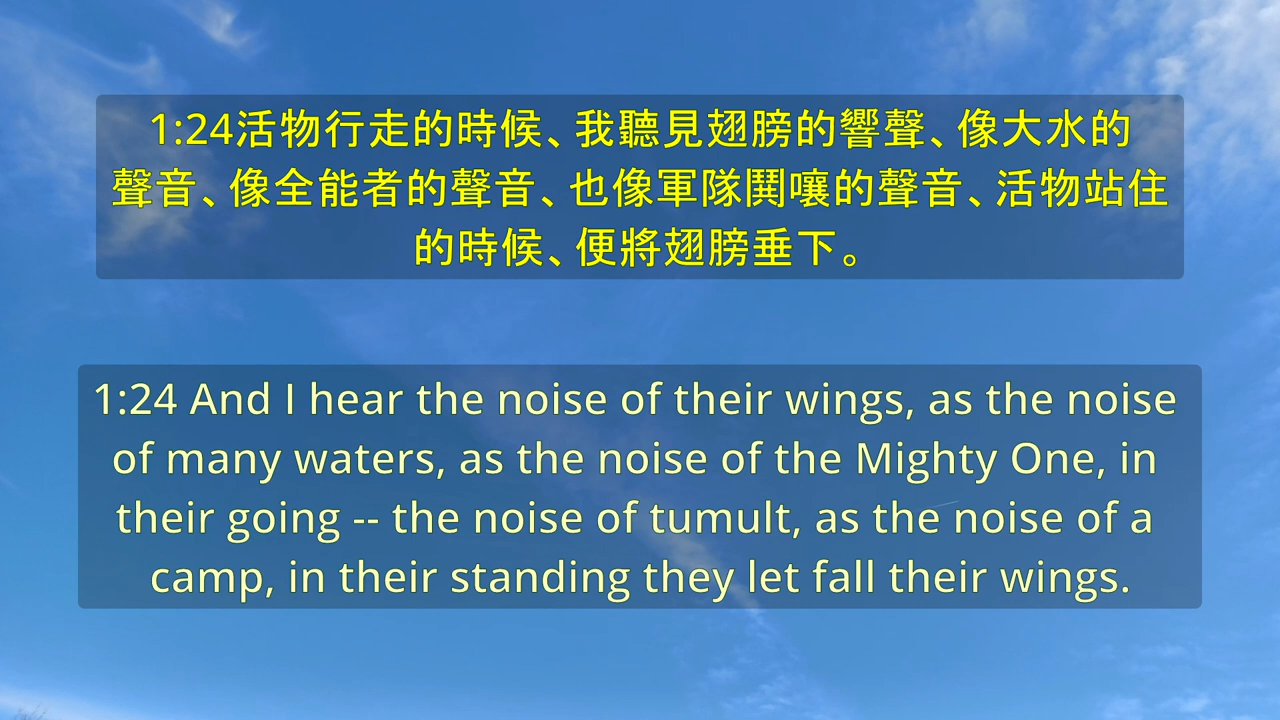 1:24活物行走的時候、我聽見翅膀的響聲、像大水的
聲音、像全能者的聲音、也像軍隊鬨嚷的聲音、活物站住
的時候、便將翅膀垂下。
1:24 And I hear the noise of their wings, as the noise
of many waters, as the noise of the Mighty One, in
their going -- the noise of tumult, as the noise of a
camp, in their standing they let fall their wings.